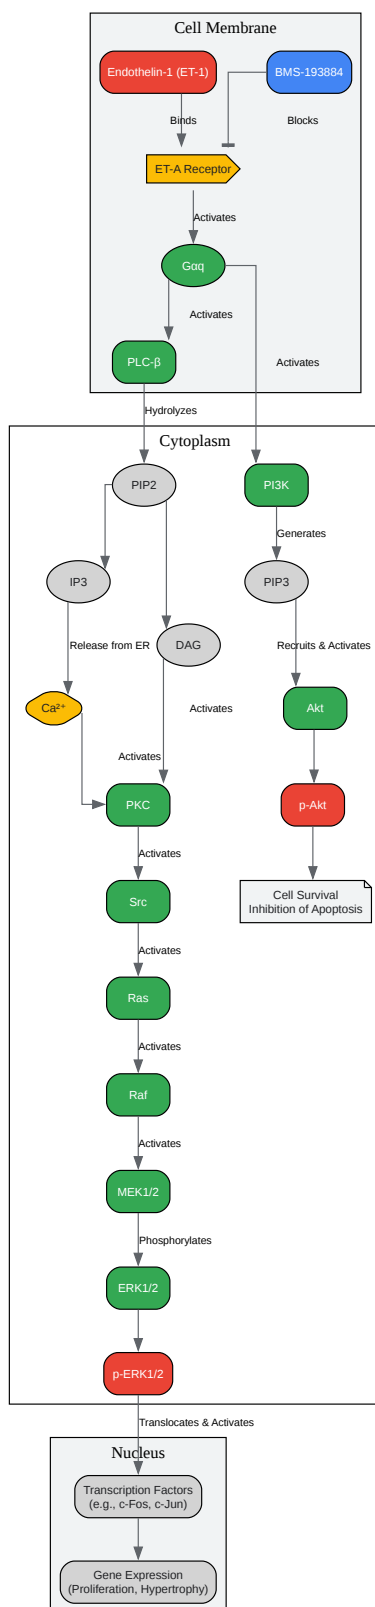 Cell Membrane
Endothelin-1 (ET-1)
BMS-193884
Binds
Blocks
ET-A Receptor
Activates
Gαq
Activates
PLC-β
Activates
Hydrolyzes
Cytoplasm
PIP2
PI3K
Generates
IP3
PIP3
Release from ER
DAG
Recruits & Activates
Ca²⁺
Activates
Akt
Activates
PKC
p-Akt
Activates
Src
Cell Survival
Inhibition of Apoptosis
Activates
Ras
Activates
Raf
Activates
MEK1/2
Phosphorylates
ERK1/2
p-ERK1/2
Translocates & Activates
Nucleus
Transcription Factors
(e.g., c-Fos, c-Jun)
Gene Expression
(Proliferation, Hypertrophy)